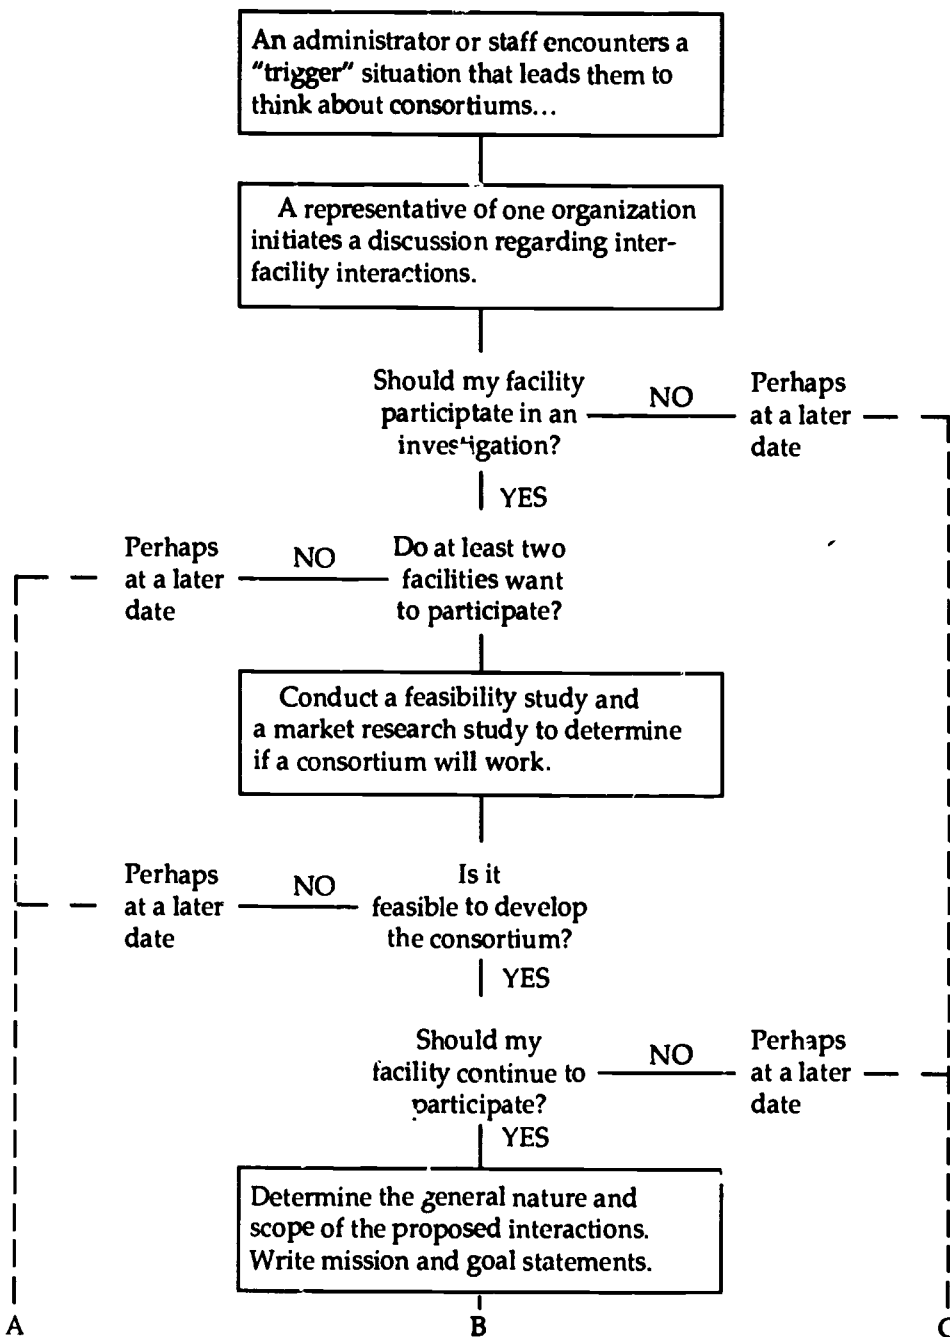 An administrator or staff encounters a
"trigger" situation that leads them to
think about consortiums...
A representative of one organization
initiates a discussion regarding inter-
facility interactions.
Should my facility
participtate in an
investigation?
NO
Perhaps
at a later
date
YES
Do at least two
facilities want
to participate?
NO
Perhaps
at a later
date
Conduct a feasibility study and
a market research study to determine
if a consortium will work.
Is it
feasible to develop
the consortium?
NO
Perhaps
at a later
date
YES
Should my
facility continue to
participate?
NO
Perhaps
at a later
date
YES
Determine the general nature and
scope of the proposed interactions.
Write mission and goal statements.
A
B
C